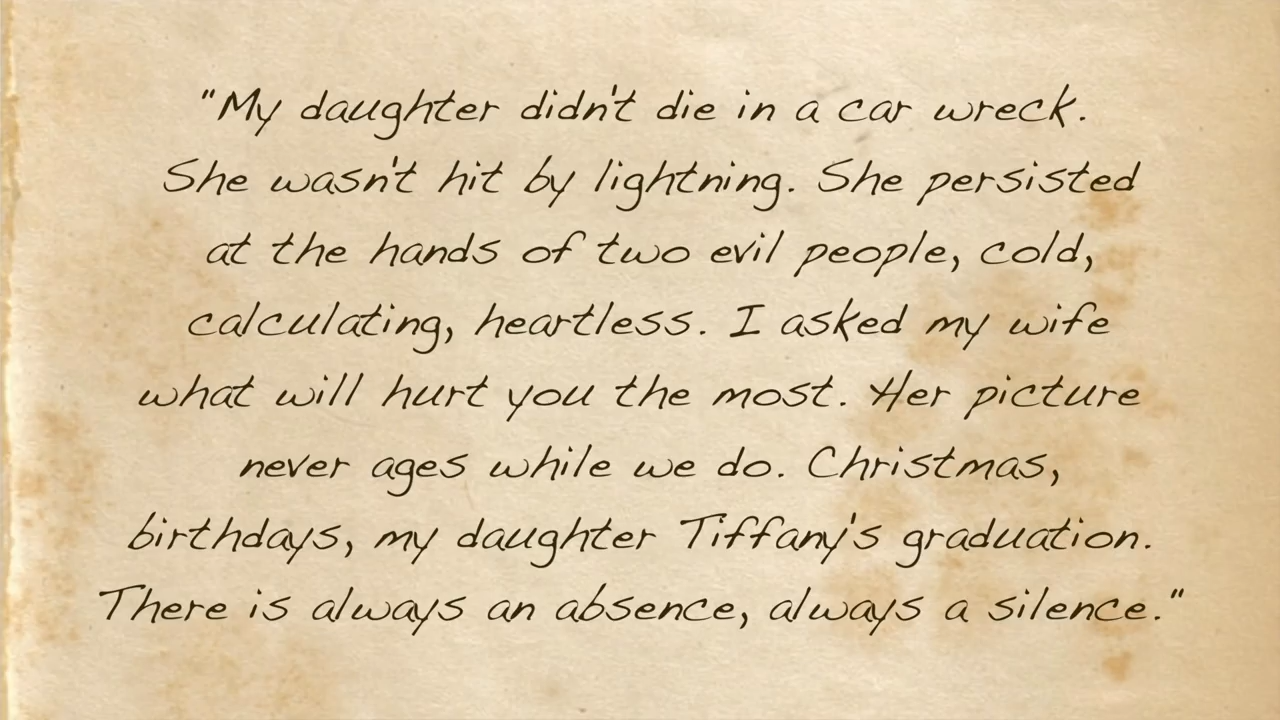 "My daughter didn't die in a car wreck.
She wasn't hit by lightning. She persisted
at the hands of two evil people, cold,
calculating, heartless. I asked my wife
what will hurt you the most. Her picture
never ages while we do. Christmas,
birthdays, my daughter Tiffany's graduation.
There is always an absence, always a silence."